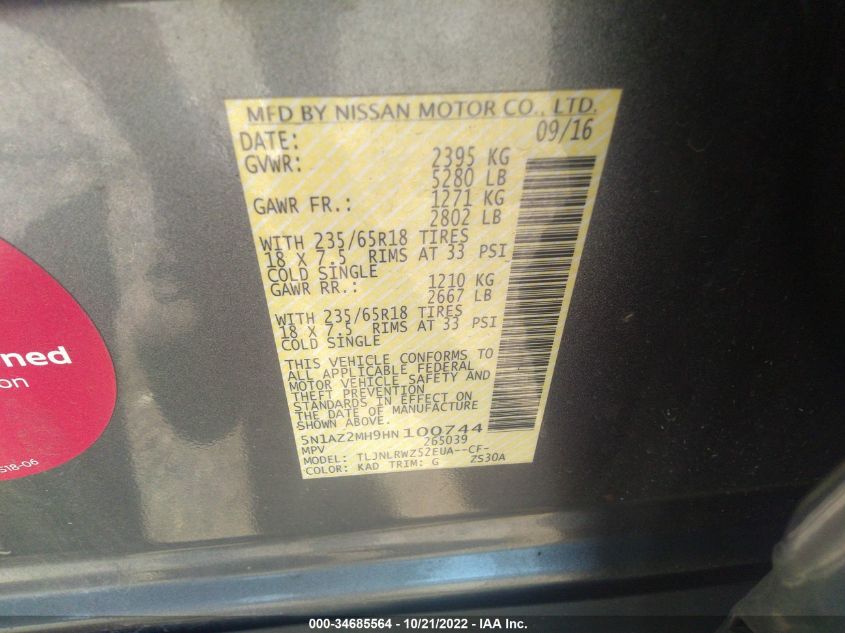 MFD BY NISSAN MOTOR CO., LTD.
DATE: 09/16
GVWR: 2395 KG
5280 LB
GAWR FR.: 1271 KG
2802 LB
WITH 235/65R18 TIRES
18 X 7.5 RIMS AT 33 PSI
COLD SINGLE
GAWR RR.: 1210 KG
2667 LB
WITH 235/65R18 TIRES
18 X 7.5 RIMS AT 33 PSI
COLD SINGLE
THIS VEHICLE CONFORMS TO
ALL APPLICABLE FEDERAL
MOTOR VEHICLE SAFETY AND
THEFT PREVENTION
STANDARDS IN EFFECT ON
THE DATE OF MANUFACTURE
SHOWN ABOVE.
5N1AZ2MH9HN100744
MPV 265039
MODEL: TLJNLRWZ52EUA--CF-
COLOR: KAD TRIM: G Z530A
ned
on
S18-06
000-34685564 - 10/21/2022 - IAA Inc.